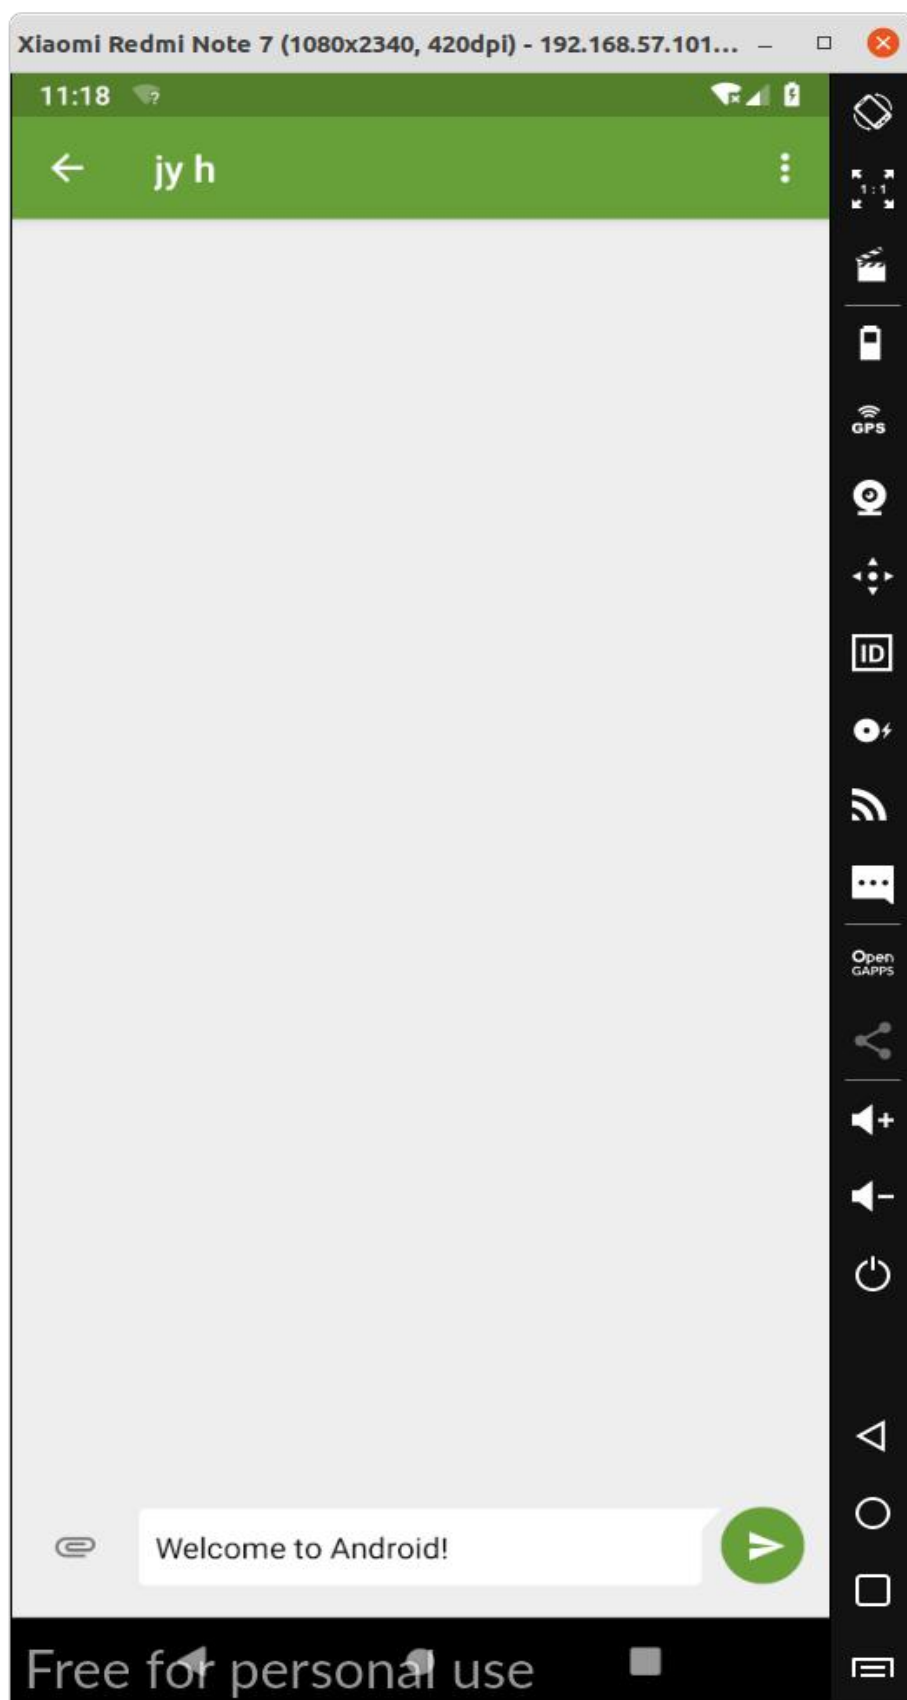 Xiaomi Redmi Note 7 (1080x2340, 420dpi) - 192.168.57.101...
11:18
jy h
1:1
GPS
ID
Open
GAPPS
Welcome to Android!
Free for personal use